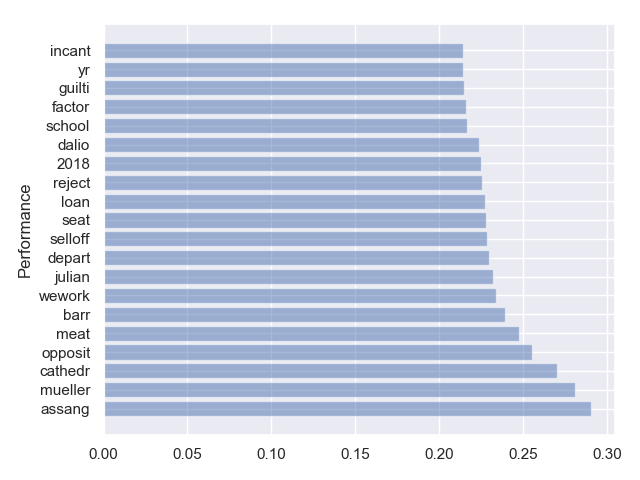 incant
yr
guilti
factor
school
dalio
2018
reject
loan
seat
selloff
depart
julian
wework
barr
meat
opposit
cathedr
mueller
assang
Performance
0.00 0.05 0.10 0.15 0.20 0.25 0.30